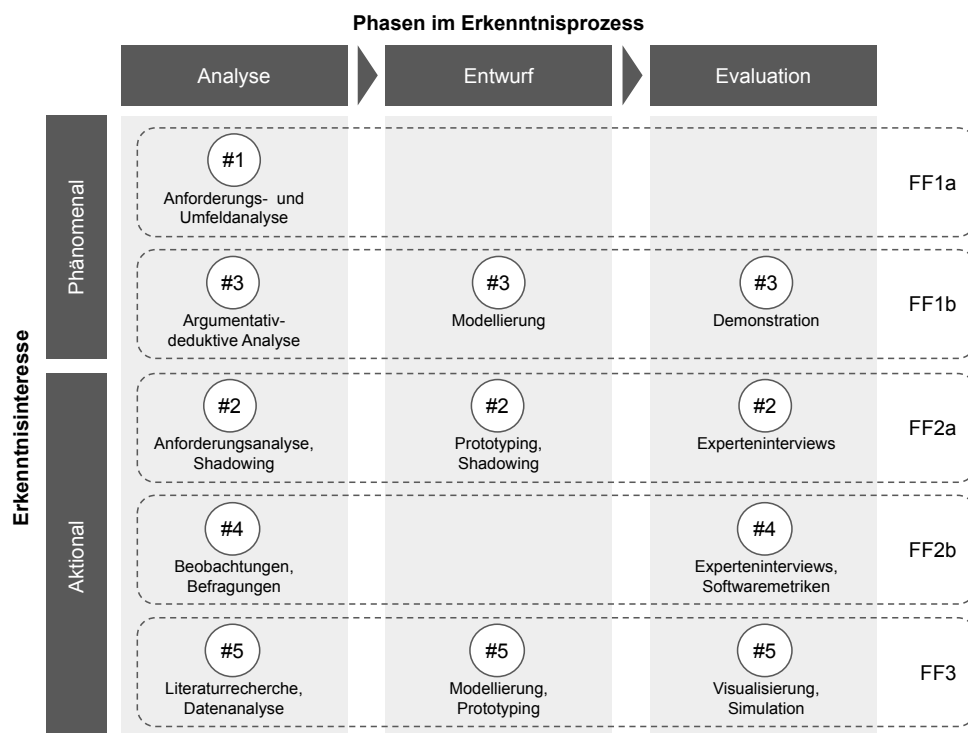 Phasen im Erkenntnisprozess
Analyse
Entwurf
Evaluation
Erkenntnisinteresse
Phänomenal
#1
Anforderungs- und
Umfeldanalyse
FF1a
#3
Argumentativ-
deduktive Analyse
#3
Modellierung
#3
Demonstration
FF1b
Aktional
#2
Anforderungsanalyse,
Shadowing
#2
Prototyping,
Shadowing
#2
Experteninterviews
FF2a
#4
Beobachtungen,
Befragungen
#4
Experteninterviews,
Softwaremetriken
FF2b
#5
Literaturrecherche,
Datenanalyse
#5
Modellierung,
Prototyping
#5
Visualisierung,
Simulation
FF3